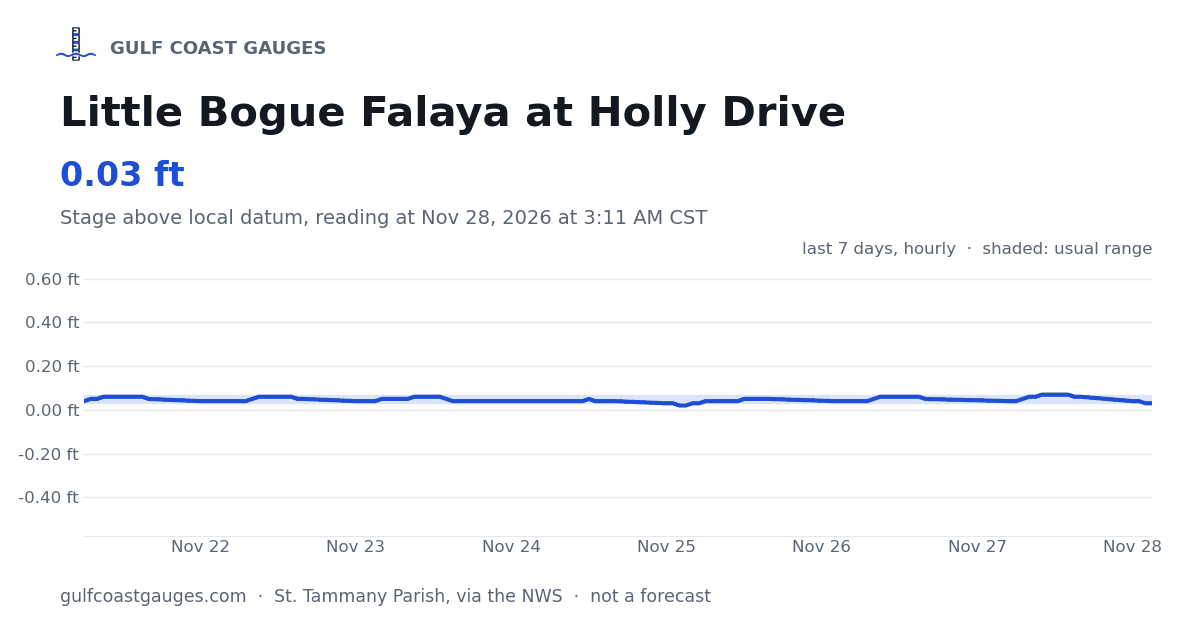 GULF COAST GAUGES
Little Bogue Falaya at Holly Drive
0.03 ft
Stage above local datum, reading at Nov 28, 2026 at 3:11 AM CST
last 7 days, hourly · shaded: usual range
0.60 ft
0.40 ft
0.20 ft
0.00 ft
-0.20 ft
-0.40 ft
Nov 22 Nov 23 Nov 24 Nov 25 Nov 26 Nov 27 Nov 28
gulfcoastgauges.com · St. Tammany Parish, via the NWS · not a forecast